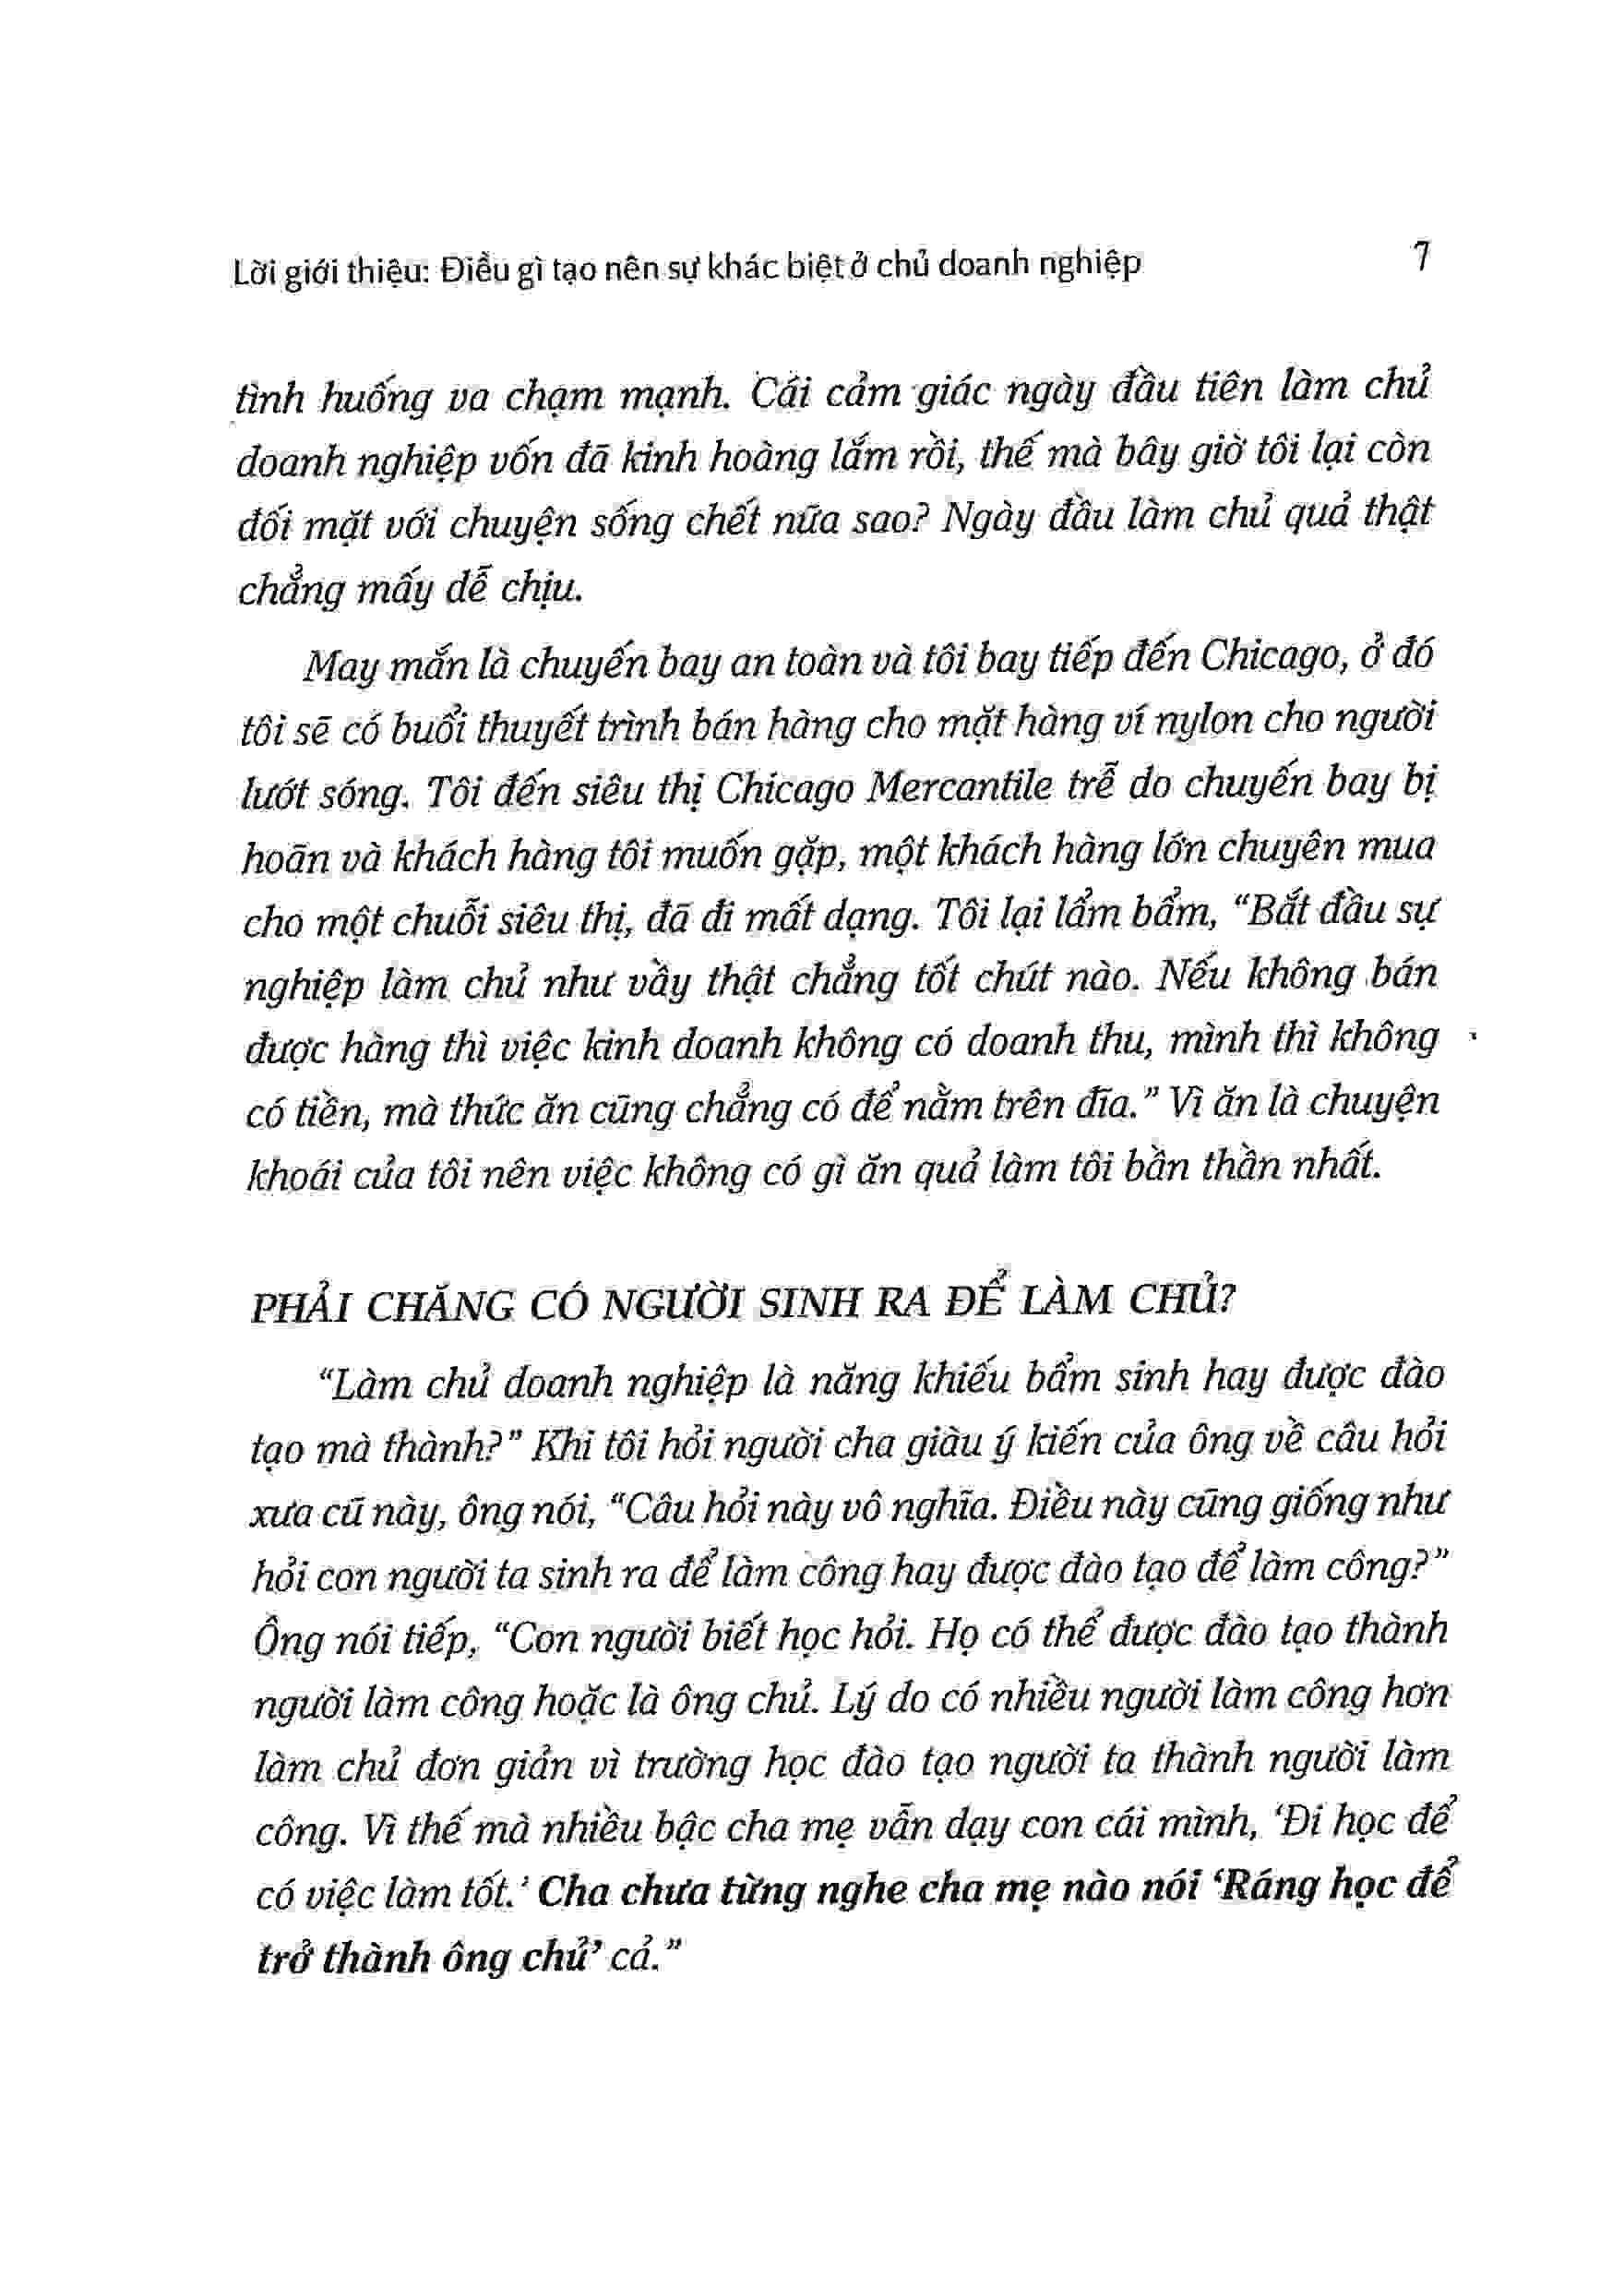 Lời giới thiệu: Điều gì tạo nên sự khác biệt ở chủ doanh nghiệp 7
tình huống va chạm mạnh. Cái cảm giác ngày đầu tiên làm chủ
doanh nghiệp vốn đã kinh hoàng lắm rồi, thế mà bây giờ tôi lại còn
đối mặt với chuyện sống chết nữa sao? Ngày đầu làm chủ quả thật
chẳng mấy dễ chịu.
May mắn là chuyến bay an toàn và tôi bay tiếp đến Chicago, ở đó
tôi sẽ có buổi thuyết trình bán hàng cho mặt hàng ví nylon cho người
lướt sóng. Tôi đến siêu thị Chicago Mercantile trễ do chuyến bay bị
hoãn và khách hàng tôi muốn gặp, một khách hàng lớn chuyên mua
cho một chuỗi siêu thị, đã đi mất dạng. Tôi lại lẩm bẩm, “Bắt đầu sự
nghiệp làm chủ như vầy thật chẳng tốt chút nào. Nếu không bán
được hàng thì việc kinh doanh không có doanh thu, mình thì không
có tiền, mà thức ăn cũng chẳng có để nằm trên đĩa.” Vì ăn là chuyện
khoái của tôi nên việc không có gì ăn quả làm tôi bần thần nhất.
PHẢI CHĂNG CÓ NGƯỜI SINH RA ĐỂ LÀM CHỦ?
“Làm chủ doanh nghiệp là năng khiếu bẩm sinh hay được đào
tạo mà thành?” Khi tôi hỏi người cha giàu ý kiến của ông về câu hỏi
xưa cũ này, ông nói, “Câu hỏi này vô nghĩa. Điều này cũng giống như
hỏi con người ta sinh ra để làm công hay được đào tạo để làm công?”
Ông nói tiếp, “Con người biết học hỏi. Họ có thể được đào tạo thành
người làm công hoặc là ông chủ. Lý do có nhiều người làm công hơn
làm chủ đơn giản vì trường học đào tạo người ta thành người làm
công. Vì thế mà nhiều bậc cha mẹ vẫn dạy con cái mình, ‘Đi học để
có việc làm tốt.’ Cha chưa từng nghe cha mẹ nào nói ‘Ráng học để
trở thành ông chủ’ cả.”